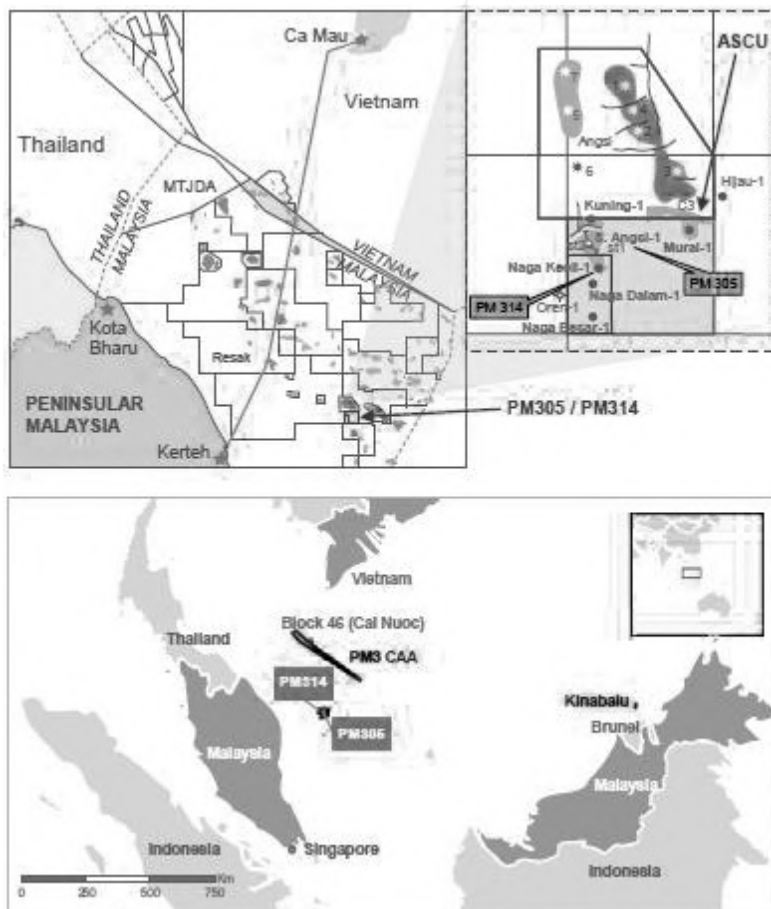 Ca Mau
Vietnam
Thailand
MTJDA
THAILAND
MALAYSIA
VIETNAM
MALAYSIA
Kota
Bharu
Resak
PENINSULAR
MALAYSIA
Kerteh
PM305 / PM314
ASCU
Angsi
6
3
Hijau-1
C3
Kuning-1
S. Angsi-1
Murai-1
Naga Kecil-1
PM 305
PM 314
Naga Dalam-1
Oren-1
Naga Besar-1
Vietnam
Block 46 (Cai Nuoc)
Thailand
PM3 CAA
PM314
PM305
Kinabalu
Brunei
Malaysia
Malaysia
Indonesia
Singapore
Indonesia
Km
0 250 500 750